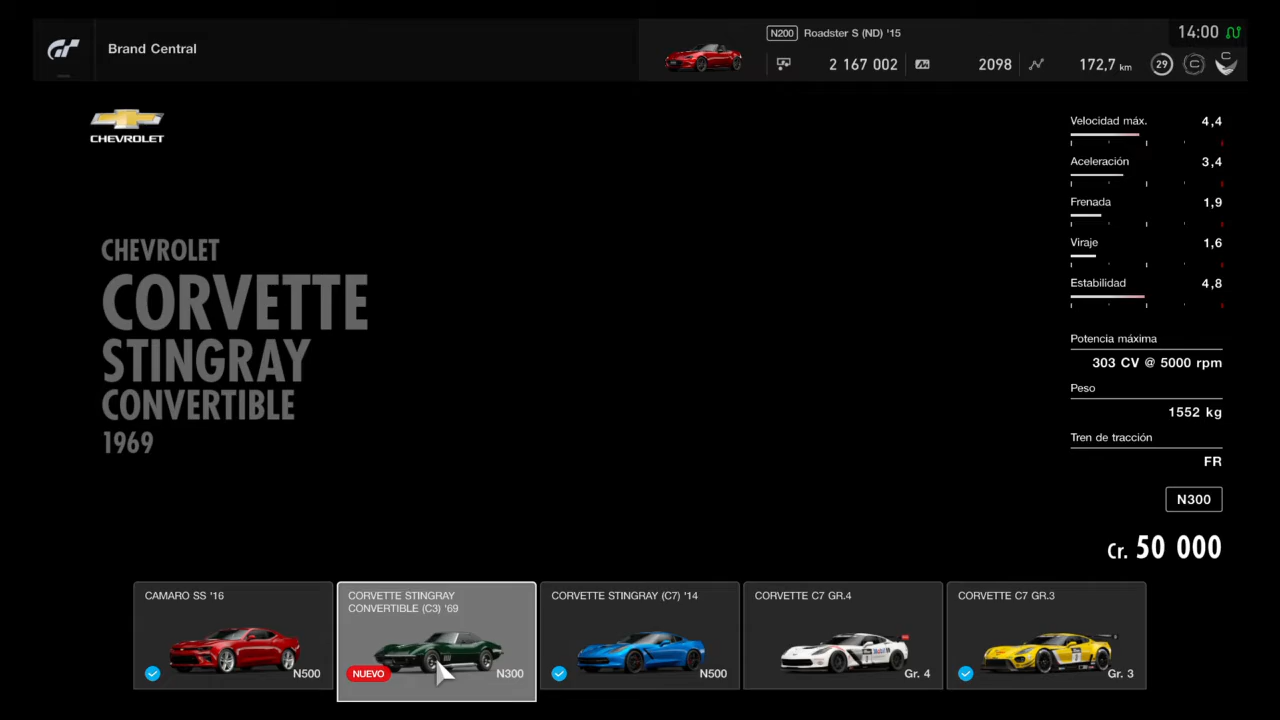 Brand Central
N200 Roadster S (ND) '15
14:00
2 167 002
2098
172,7 km
29
C
C
CHEVROLET
Velocidad máx. 4,4
Aceleración 3,4
Frenada 1,9
Viraje 1,6
Estabilidad 4,8
CHEVROLET
CORVETTE
STINGRAY
CONVERTIBLE
1969
Potencia máxima
303 CV @ 5000 rpm
Peso
1552 kg
Tren de tracción
FR
N300
Cr. 50 000
CAMARO SS '16
N500
CORVETTE STINGRAY
CONVERTIBLE (C3) '69
NUEVO
N300
CORVETTE STINGRAY (C7) '14
N500
CORVETTE C7 GR.4
Gr. 4
CORVETTE C7 GR.3
Gr. 3